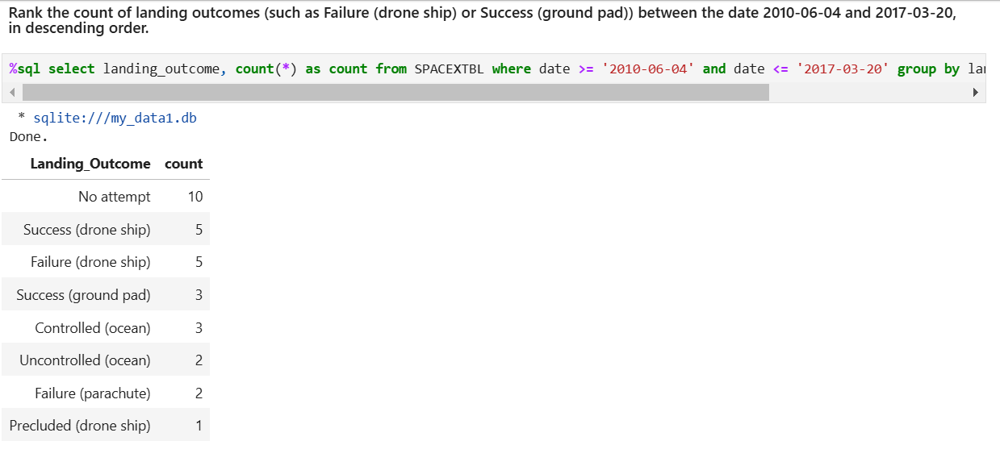 Rank the count of landing outcomes (such as Failure (drone ship) or Success (ground pad)) between the date 2010-06-04 and 2017-03-20,
in descending order.
%sql select landing_outcome, count(*) as count from SPACEXTBL where date >= '2010-06-04' and date <= '2017-03-20' group by
* sqlite:///my_data1.db
Done.
Landing_Outcome count
No attempt 10
Success (drone ship) 5
Failure (drone ship) 5
Success (ground pad) 3
Controlled (ocean) 3
Uncontrolled (ocean) 2
Failure (parachute) 2
Precluded (drone ship) 1